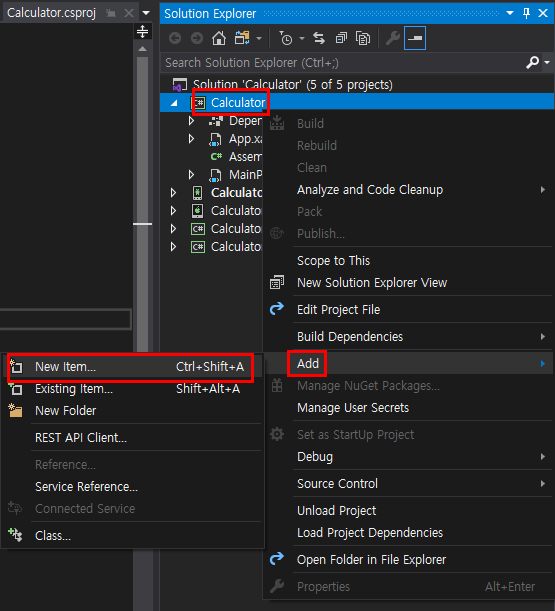 Calculator.csproj
Solution Explorer
Search Solution Explorer (Ctrl+;)
Solution 'Calculator' (5 of 5 projects)
C# Calculator
Depen
App.xa
C# Assem
MainP
Calculato
Calculator
C# Calculator
C# Calculator
Build
Rebuild
Clean
Analyze and Code Cleanup
Pack
Publish...
Scope to This
New Solution Explorer View
Edit Project File
Build Dependencies
Add
Manage NuGet Packages...
Manage User Secrets
Set as StartUp Project
Debug
Source Control
Unload Project
Load Project Dependencies
Open Folder in File Explorer
Properties Alt+Enter
New Item... Ctrl+Shift+A
Existing Item... Shift+Alt+A
New Folder
REST API Client...
Reference...
Service Reference...
Connected Service
Class...